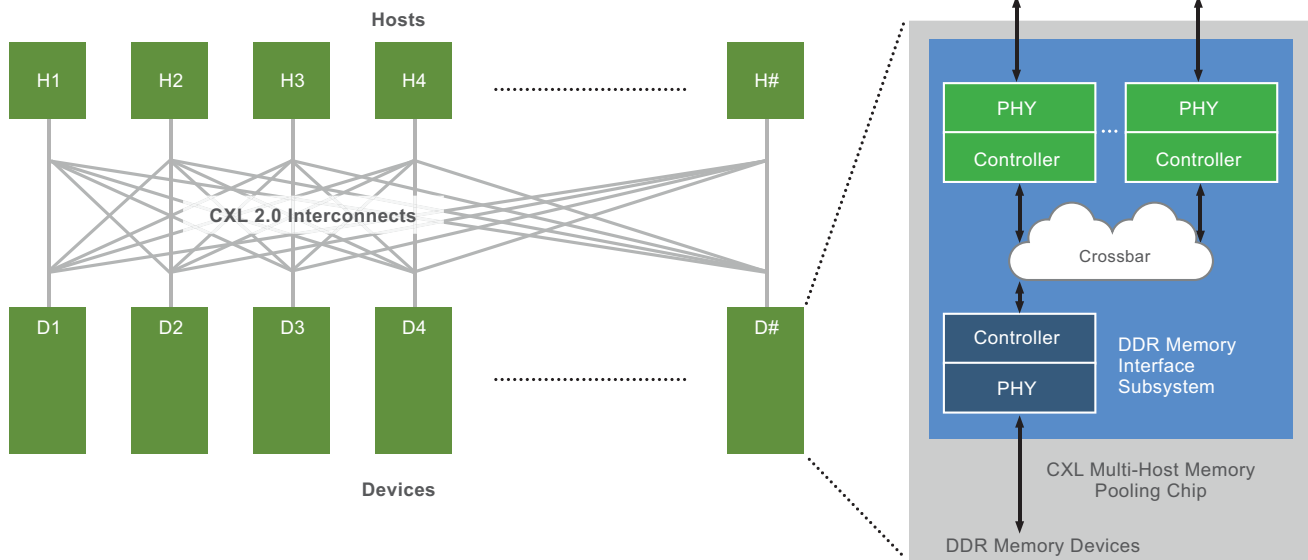 Hosts
H1
H2
H3
H4
H#
CXL 2.0 Interconnects
D1
D2
D3
D4
D#
Devices
PHY
Controller
...
PHY
Controller
Crossbar
Controller
PHY
DDR Memory
Interface
Subsystem
CXL Multi-Host Memory
Pooling Chip
DDR Memory Devices